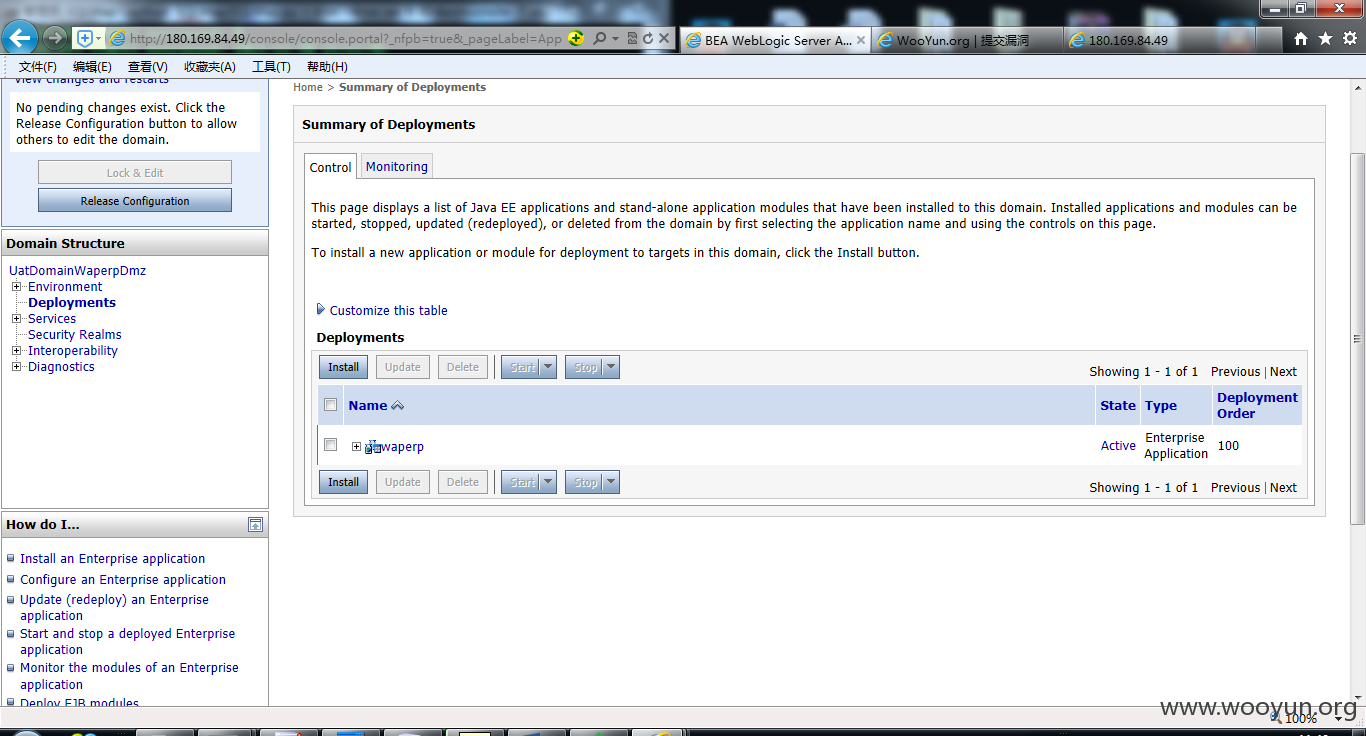 http://180.169.84.49/console/console.portal?_nfpb=true&_pageLabel=App
BEA WebLogic Server A...
WooYun.org | 提交漏洞
180.169.84.49
文件(F) 编辑(E) 查看(V) 收藏夹(A) 工具(T) 帮助(H)
View changes and restarts
No pending changes exist. Click the
Release Configuration button to allow
others to edit the domain.
Lock & Edit
Release Configuration
Domain Structure
UatDomainWaperpDmz
Environment
Deployments
Services
Security Realms
Interoperability
Diagnostics
How do I...
Install an Enterprise application
Configure an Enterprise application
Update (redeploy) an Enterprise
application
Start and stop a deployed Enterprise
application
Monitor the modules of an Enterprise
application
Deploy EJB modules
Home > Summary of Deployments
Summary of Deployments
Control Monitoring
This page displays a list of Java EE applications and stand-alone application modules that have been installed to this domain. Installed applications and modules can be
started, stopped, updated (redeployed), or deleted from the domain by first selecting the application name and using the controls on this page.
To install a new application or module for deployment to targets in this domain, click the Install button.
Customize this table
Deployments
Install Update Delete Start Stop
Showing 1 - 1 of 1 Previous | Next
Name State Type Deployment
Order
waperp Active Enterprise
Application 100
Install Update Delete Start Stop
Showing 1 - 1 of 1 Previous | Next
www.wooyun.org
100%